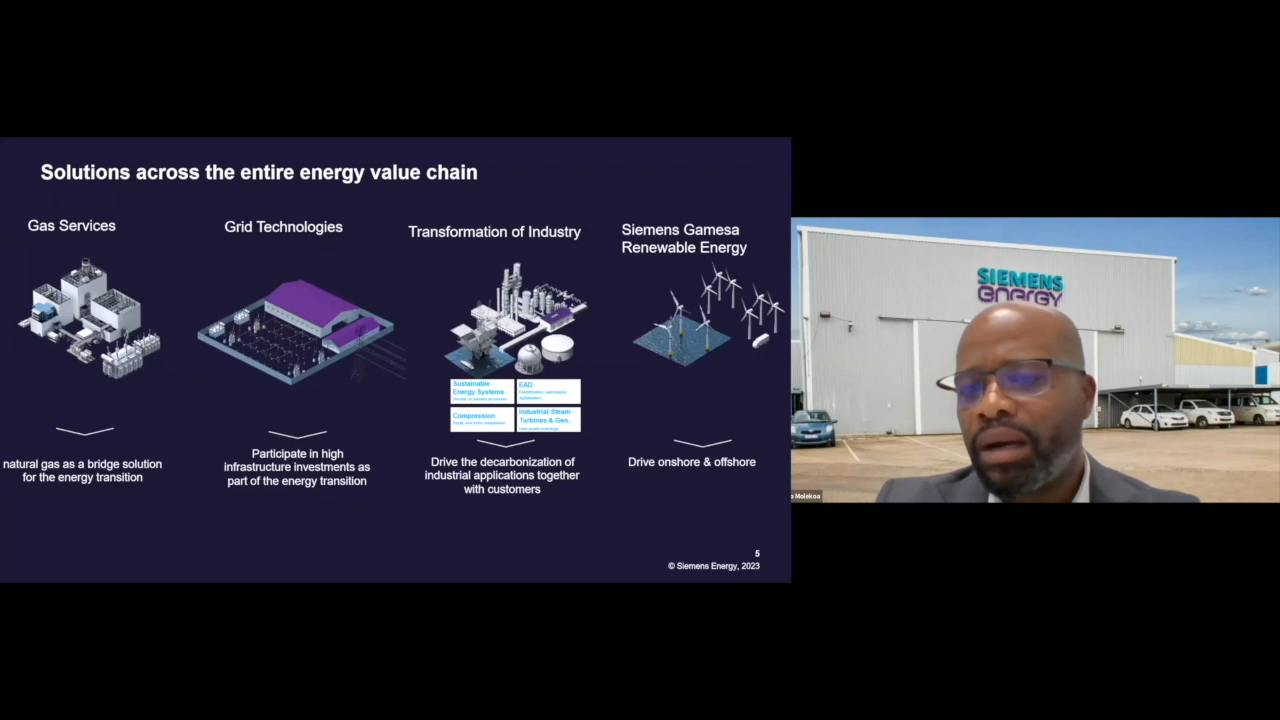 Solutions across the entire energy value chain
Gas Services
Grid Technologies
Transformation of Industry
Siemens Gamesa
Renewable Energy
Sustainable
Energy Systems
EAD
Compression
Industrial Steam
Turbines & Gen.
natural gas as a bridge solution
for the energy transition
Participate in high
infrastructure investments as
part of the energy transition
Drive the decarbonization of
industrial applications together
with customers
Drive onshore & offshore
5
© Siemens Energy, 2023
SIEMENS
energy
Molekoa